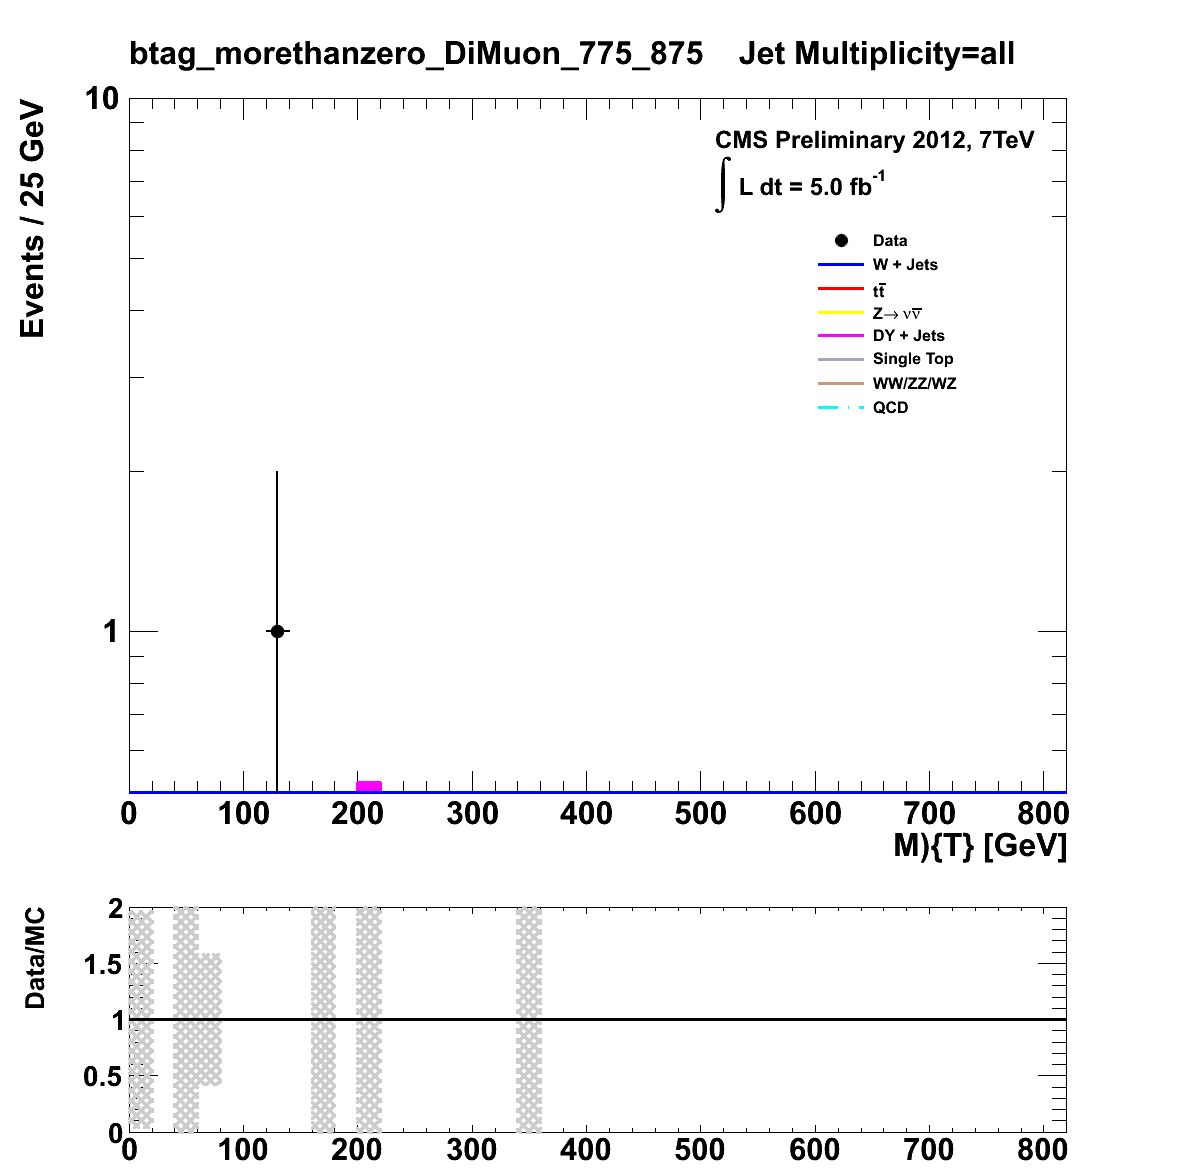 btag_morethanzero_DiMuon_775_875 Jet Multiplicity=all
Events / 25 GeV
10
1
CMS Preliminary 2012, 7TeV
∫ L dt = 5.0 fb⁻¹
Data
W + Jets
tt̅
Z→ νν̅
DY + Jets
Single Top
WW/ZZ/WZ
QCD
0 100 200 300 400 500 600 700 800
M){T} [GeV]
Data/MC
2
1.5
1
0.5
0
0 100 200 300 400 500 600 700 800